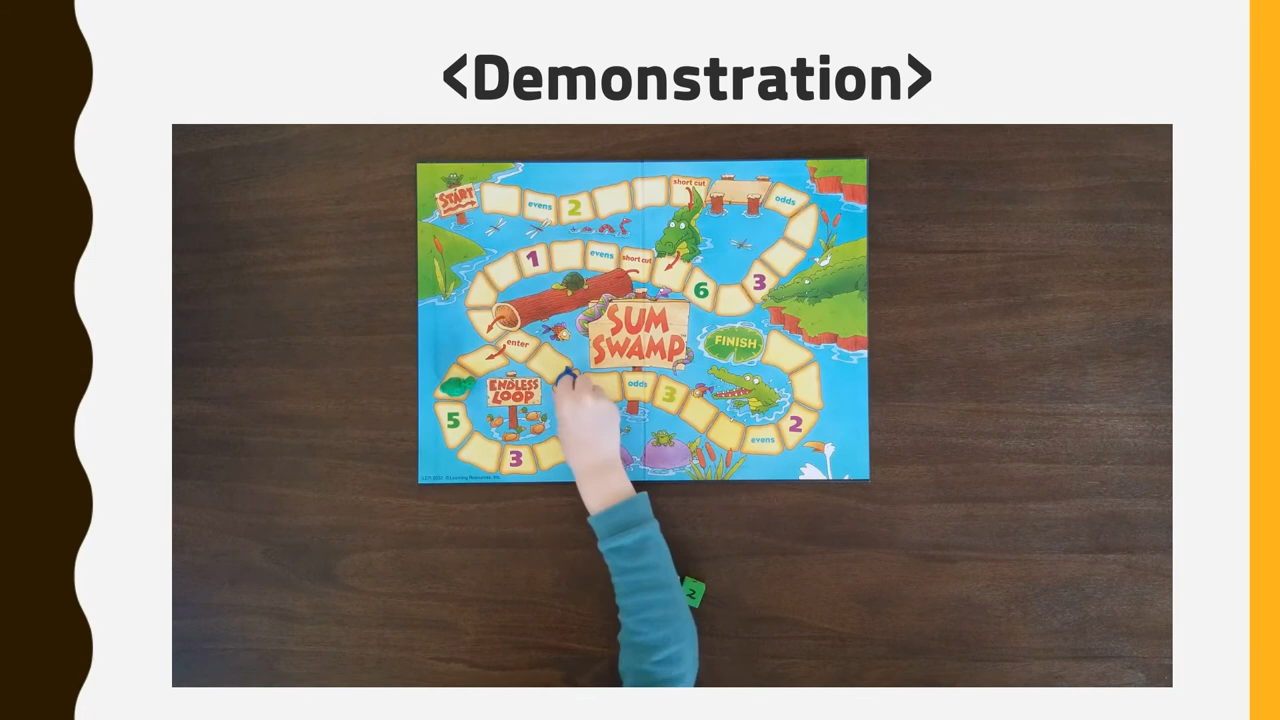 <Demonstration>
START
evens
2
short cut
odds
1
evens
short cut
6
3
SUM
SWAMP
FINISH
enter
ENDLESS
LOOP
odds
3
5
2
evens
3
2